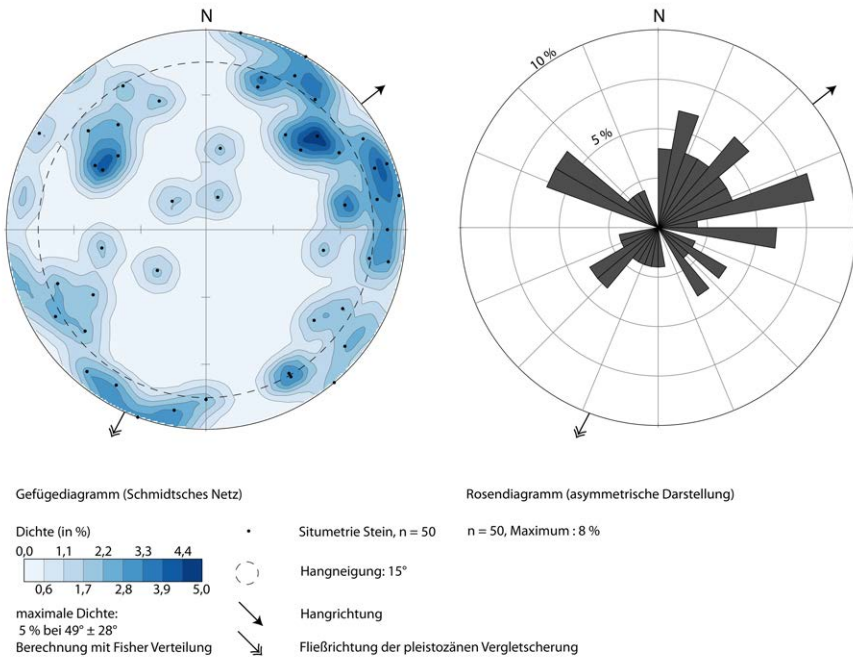 N
N
10 %
5 %
Gefügediagramm (Schmidtsches Netz)
Rosendiagramm (asymmetrische Darstellung)
Dichte (in %)
0,0 1,1 2,2 3,3 4,4
0,6 1,7 2,8 3,9 5,0
maximale Dichte:
5 % bei 49° ± 28°
Berechnung mit Fisher Verteilung
Situmetrie Stein, n = 50
Hangneigung: 15°
Hangrichtung
Fließrichtung der pleistozänen Vergletscherung
n = 50, Maximum : 8 %